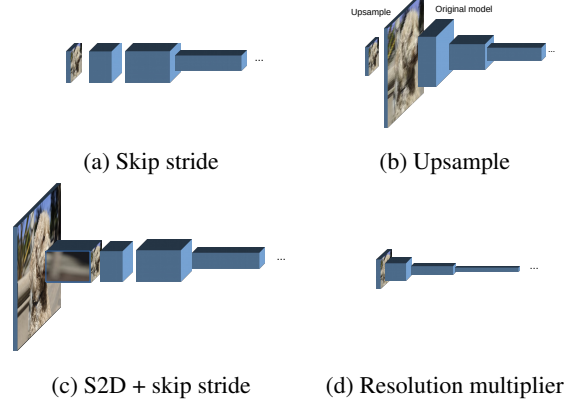 Upsample Original model
... ...
(a) Skip stride (b) Upsample
... ...
(c) S2D + skip stride (d) Resolution multiplier